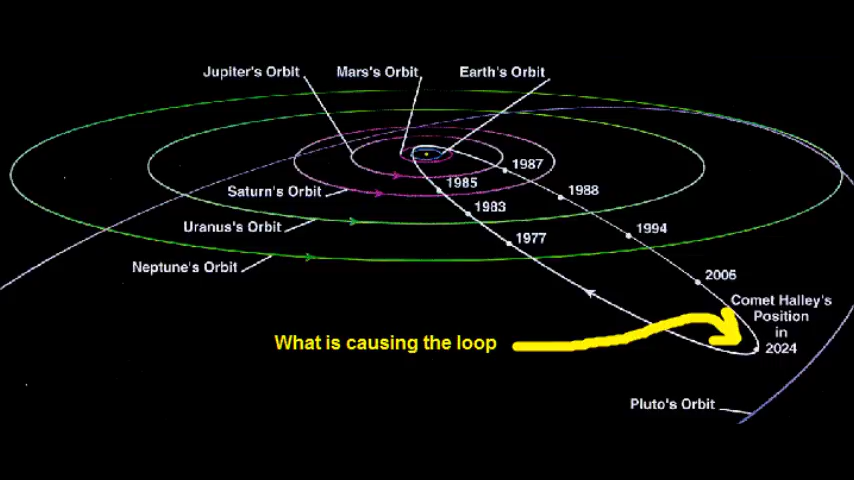 Jupiter's Orbit
Mars's Orbit
Earth's Orbit
1987
1985
Saturn's Orbit
1988
1983
Uranus's Orbit
1994
1977
Neptune's Orbit
2005
Comet Halley's
Position
in
2024
What is causing the loop
Pluto's Orbit